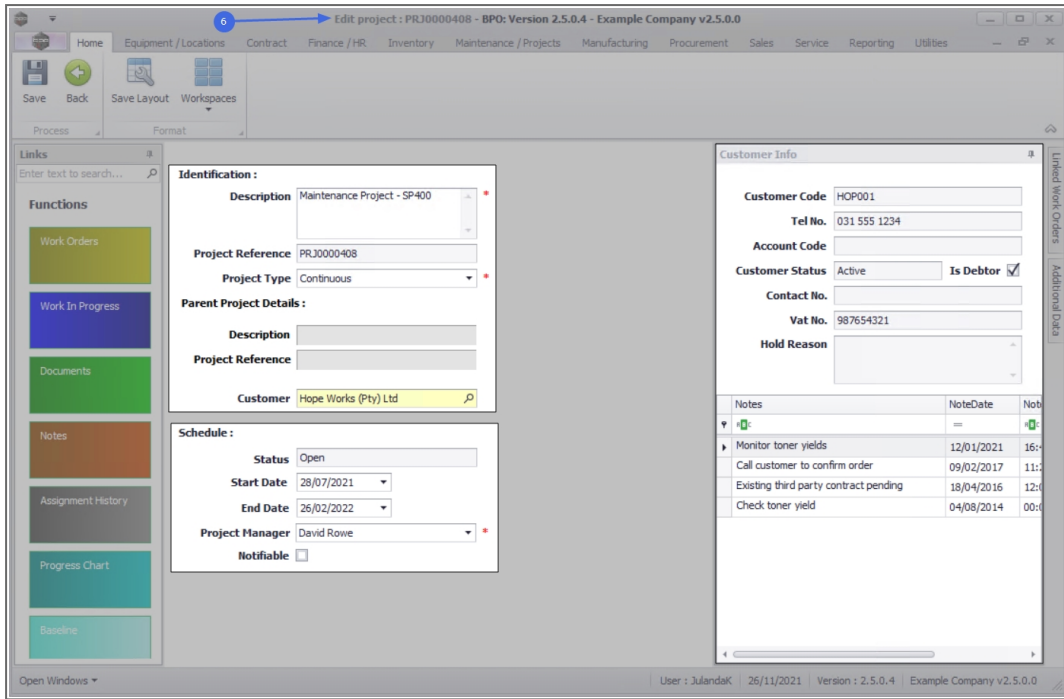 6
Edit project : PRJ0000408 - BPO: Version 2.5.0.4 - Example Company v2.5.0.0
Home Equipment / Locations Contract Finance / HR Inventory Maintenance / Projects Manufacturing Procurement Sales Service Reporting Utilities
Save Back Save Layout Workspaces
Process Format
Links
Enter text to search...
Functions
Work Orders
Work In Progress
Documents
Notes
Assignment History
Progress Chart
Baseline
Identification :
Description Maintenance Project - SP400 *
Project Reference PRJ0000408
Project Type Continuous *
Parent Project Details :
Description
Project Reference
Customer Hope Works (Pty) Ltd
Schedule :
Status Open
Start Date 28/07/2021
End Date 26/02/2022
Project Manager David Rowe *
Notifiable
Customer Info
Customer Code HOP001
Tel No. 031 555 1234
Account Code
Customer Status Active Is Debtor
Contact No.
Vat No. 987654321
Hold Reason
Notes NoteDate
=
Monitor toner yields 12/01/2021
Call customer to confirm order 09/02/2017
Existing third party contract pending 18/04/2016
Check toner yield 04/08/2014
Linked Work Orders
Additional Data
Open Windows
User : JulandaK 26/11/2021 Version : 2.5.0.4 Example Company v2.5.0.0